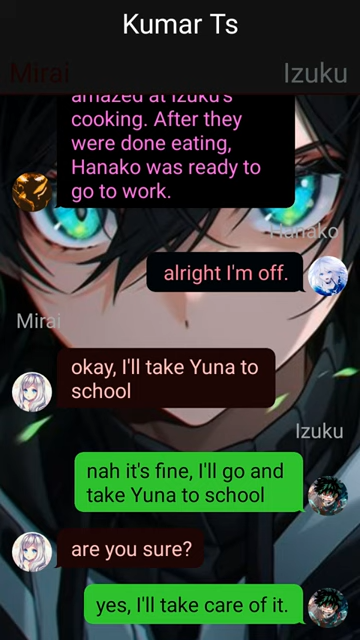 Kumar Ts
Mirai
Izuku
amazed at Izuku's
cooking. After they
were done eating,
Hanako was ready to
go to work.
Hanako
alright I'm off.
Mirai
okay, I'll take Yuna to
school
Izuku
nah it's fine, I'll go and
take Yuna to school
are you sure?
yes, I'll take care of it.